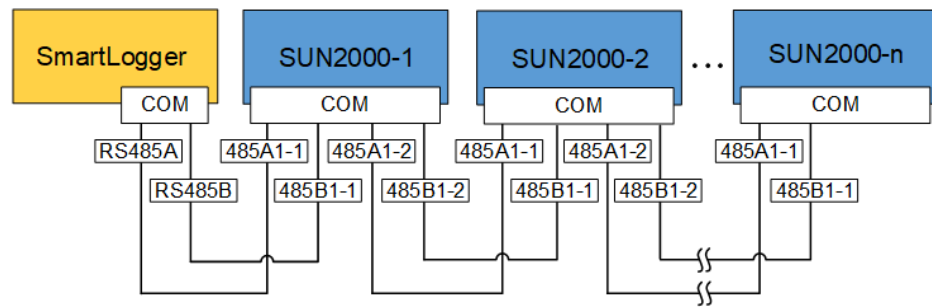 SmartLogger
SUN2000-1
SUN2000-2
...
SUN2000-n
COM
COM
COM
COM
RS485A
485A1-1
485A1-2
485A1-1
485A1-2
485A1-1
RS485B
485B1-1
485B1-2
485B1-1
485B1-2
485B1-1